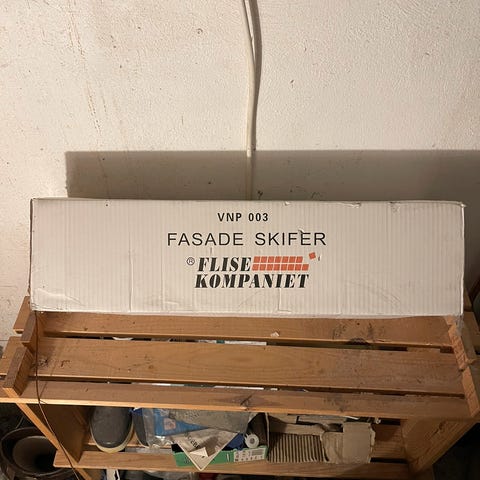 VNP 003
FASADE SKIFER
® FLISE
KOMPANIET